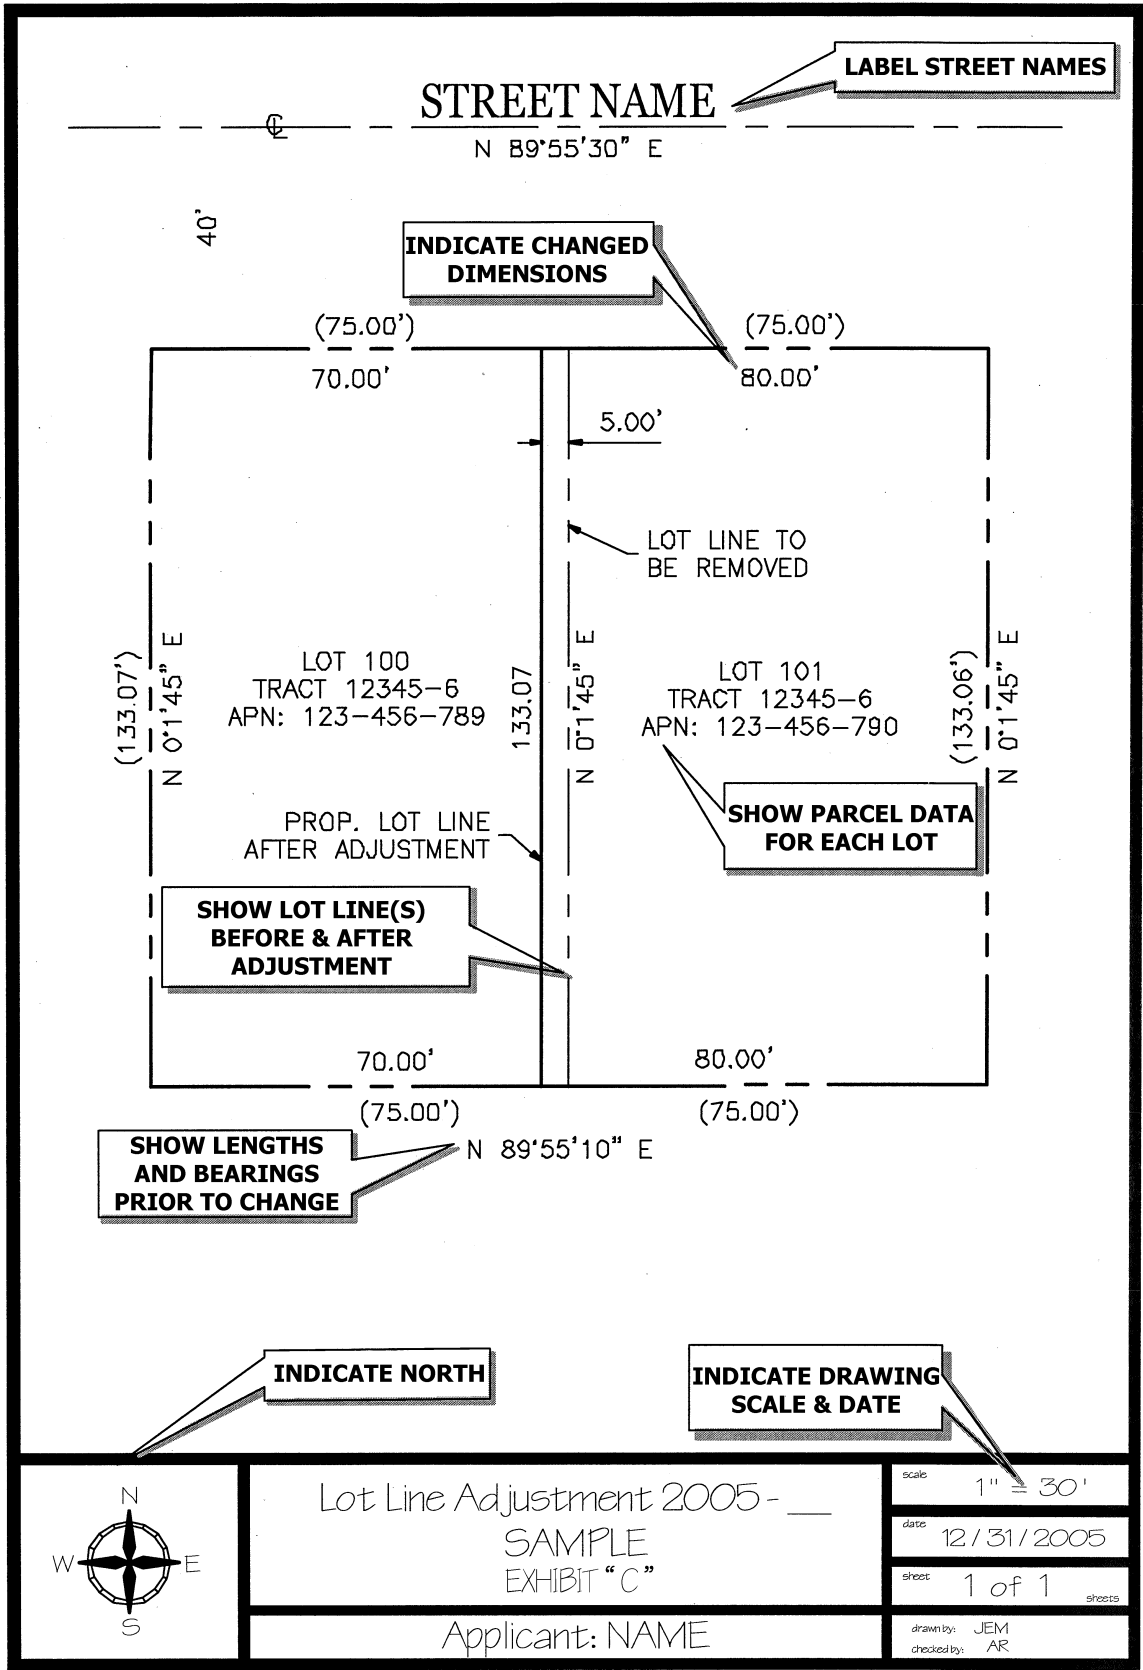 LABEL STREET NAMES
STREET NAME
℄
N 89°55'30" E
40"
INDICATE CHANGED
DIMENSIONS
(75.00')
(75.00')
70.00'
80.00'
5.00'
LOT LINE TO
BE REMOVED
(133.07')
N 0°1'45" E
LOT 100
TRACT 12345-6
APN: 123-456-789
133.07
N 0°1'45" E
LOT 101
TRACT 12345-6
APN: 123-456-790
(133.06')
N 0°1'45" E
SHOW PARCEL DATA
FOR EACH LOT
PROP. LOT LINE
AFTER ADJUSTMENT
SHOW LOT LINE(S)
BEFORE & AFTER
ADJUSTMENT
70.00'
80.00'
(75.00')
(75.00')
SHOW LENGTHS
AND BEARINGS
PRIOR TO CHANGE
N 89°55'10" E
INDICATE NORTH
INDICATE DRAWING
SCALE & DATE
N
W
E
S
Lot Line Adjustment 2005-___
SAMPLE
EXHIBIT "C"
Applicant: NAME
scale 1" = 30'
date 12/31/2005
sheet 1 of 1 sheets
drawn by: JEM
checked by: AR